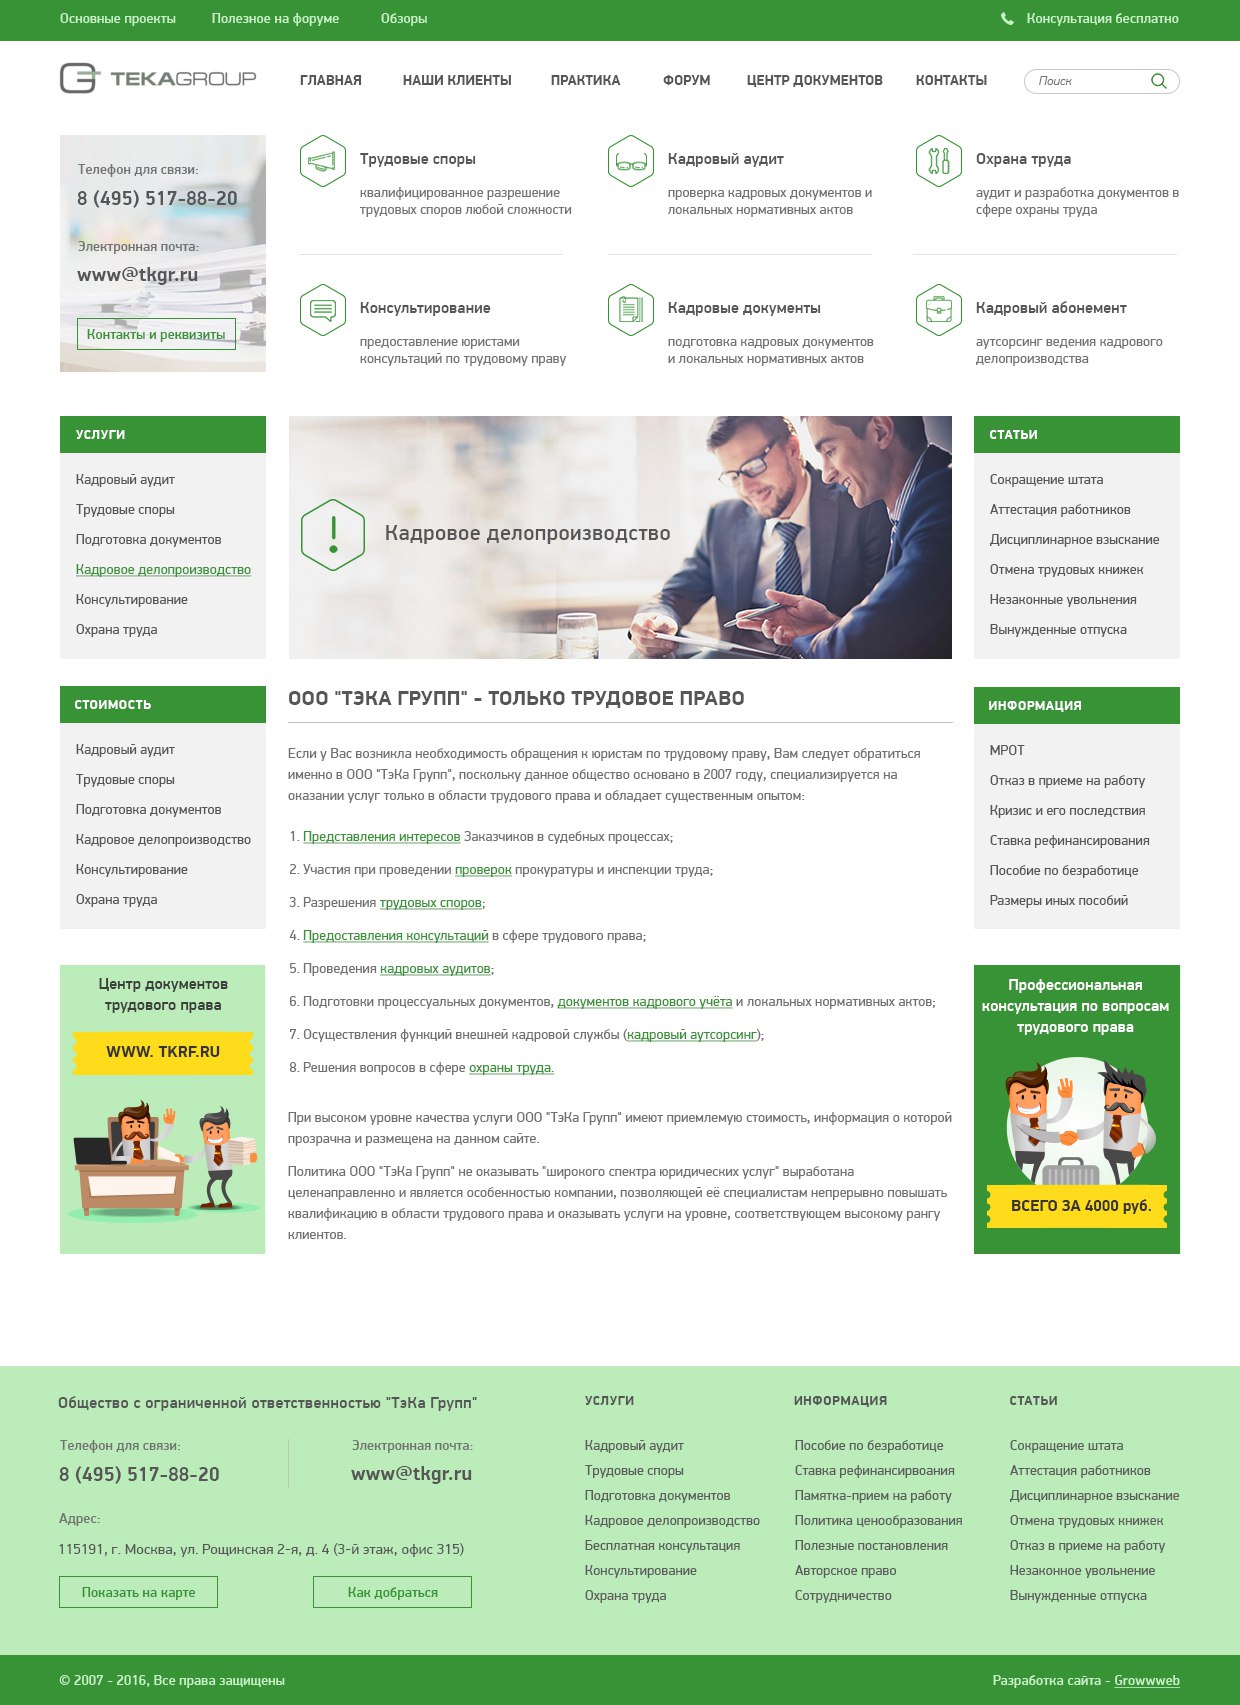 Основные проекты
Полезное на форуме
Обзоры
Консультация бесплатно
TEKAGROUP
ГЛАВНАЯ
НАШИ КЛИЕНТЫ
ПРАКТИКА
ФОРУМ
ЦЕНТР ДОКУМЕНТОВ
КОНТАКТЫ
Поиск
Телефон для связи:
8 (495) 517-88-20
Электронная почта:
www@tkgr.ru
Контакты и реквизиты
Трудовые споры
квалифицированное разрешение
трудовых споров любой сложности
Кадровый аудит
проверка кадровых документов и
локальных нормативных актов
Охрана труда
аудит и разработка документов в
сфере охраны труда
Консультирование
предоставление юристами
консультаций по трудовому праву
Кадровые документы
подготовка кадровых документов
и локальных нормативных актов
Кадровый абонемент
аутсорсинг ведения кадрового
делопроизводства
УСЛУГИ
Кадровый аудит
Трудовые споры
Подготовка документов
Кадровое делопроизводство
Консультирование
Охрана труда
Кадровое делопроизводство
СТАТЬИ
Сокращение штата
Аттестация работников
Дисциплинарное взыскание
Отмена трудовых книжек
Незаконные увольнения
Вынужденные отпуска
СТОИМОСТЬ
Кадровый аудит
Трудовые споры
Подготовка документов
Кадровое делопроизводство
Консультирование
Охрана труда
Центр документов
трудового права
WWW. TKRF.RU
ООО "ТЭКА ГРУПП" - ТОЛЬКО ТРУДОВОЕ ПРАВО
Если у Вас возникла необходимость обращения к юристам по трудовому праву, Вам следует обратиться
именно в ООО "ТэКа Групп", поскольку данное общество основано в 2007 году, специализируется на
оказании услуг только в области трудового права и обладает существенным опытом:
1. Представления интересов Заказчиков в судебных процессах;
2. Участия при проведении проверок прокуратуры и инспекции труда;
3. Разрешения трудовых споров;
4. Предоставления консультаций в сфере трудового права;
5. Проведения кадровых аудитов;
6. Подготовки процессуальных документов, документов кадрового учёта и локальных нормативных актов;
7. Осуществления функций внешней кадровой службы (кадровый аутсорсинг);
8. Решения вопросов в сфере охраны труда.
При высоком уровне качества услуги ООО "ТэКа Групп" имеют приемлемую стоимость, информация о которой
прозрачна и размещена на данном сайте.
Политика ООО "ТэКа Групп" не оказывать "широкого спектра юридических услуг" выработана
целенаправленно и является особенностью компании, позволяющей её специалистам непрерывно повышать
квалификацию в области трудового права и оказывать услуги на уровне, соответствующем высокому рангу
клиентов.
ИНФОРМАЦИЯ
МРОТ
Отказ в приеме на работу
Кризис и его последствия
Ставка рефинансирования
Пособие по безработице
Размеры иных пособий
Профессиональная
консультация по вопросам
трудового права
ВСЕГО ЗА 4000 руб.
Общество с ограниченной ответственностью "ТэКа Групп"
Телефон для связи:
8 (495) 517-88-20
Электронная почта:
www@tkgr.ru
Адрес:
115191, г. Москва, ул. Рощинская 2-я, д. 4 (3-й этаж, офис 315)
Показать на карте
Как добраться
УСЛУГИ
Кадровый аудит
Трудовые споры
Подготовка документов
Кадровое делопроизводство
Бесплатная консультация
Консультирование
Охрана труда
ИНФОРМАЦИЯ
Пособие по безработице
Ставка рефинансирвоания
Памятка-прием на работу
Политика ценообразования
Полезные постановления
Авторское право
Сотрудничество
СТАТЬИ
Сокращение штата
Аттестация работников
Дисциплинарное взыскание
Отмена трудовых книжек
Отказ в приеме на работу
Незаконное увольнение
Вынужденные отпуска
© 2007 - 2016, Все права защищены
Разработка сайта - Growwweb